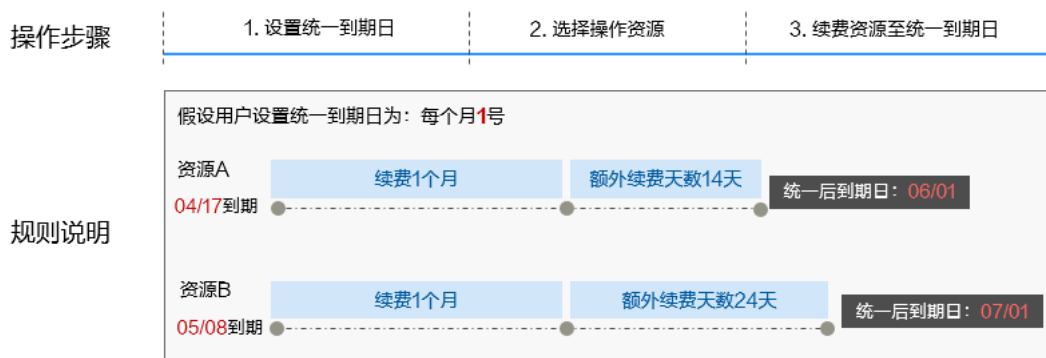 操作步骤
1. 设置统一到期日
2. 选择操作资源
3. 续费资源至统一到期日
规则说明
假设用户设置统一到期日为：每个月1号
资源A
续费1个月
额外续费天数14天
04/17到期
统一后到期日：06/01
资源B
续费1个月
额外续费天数24天
05/08到期
统一后到期日：07/01